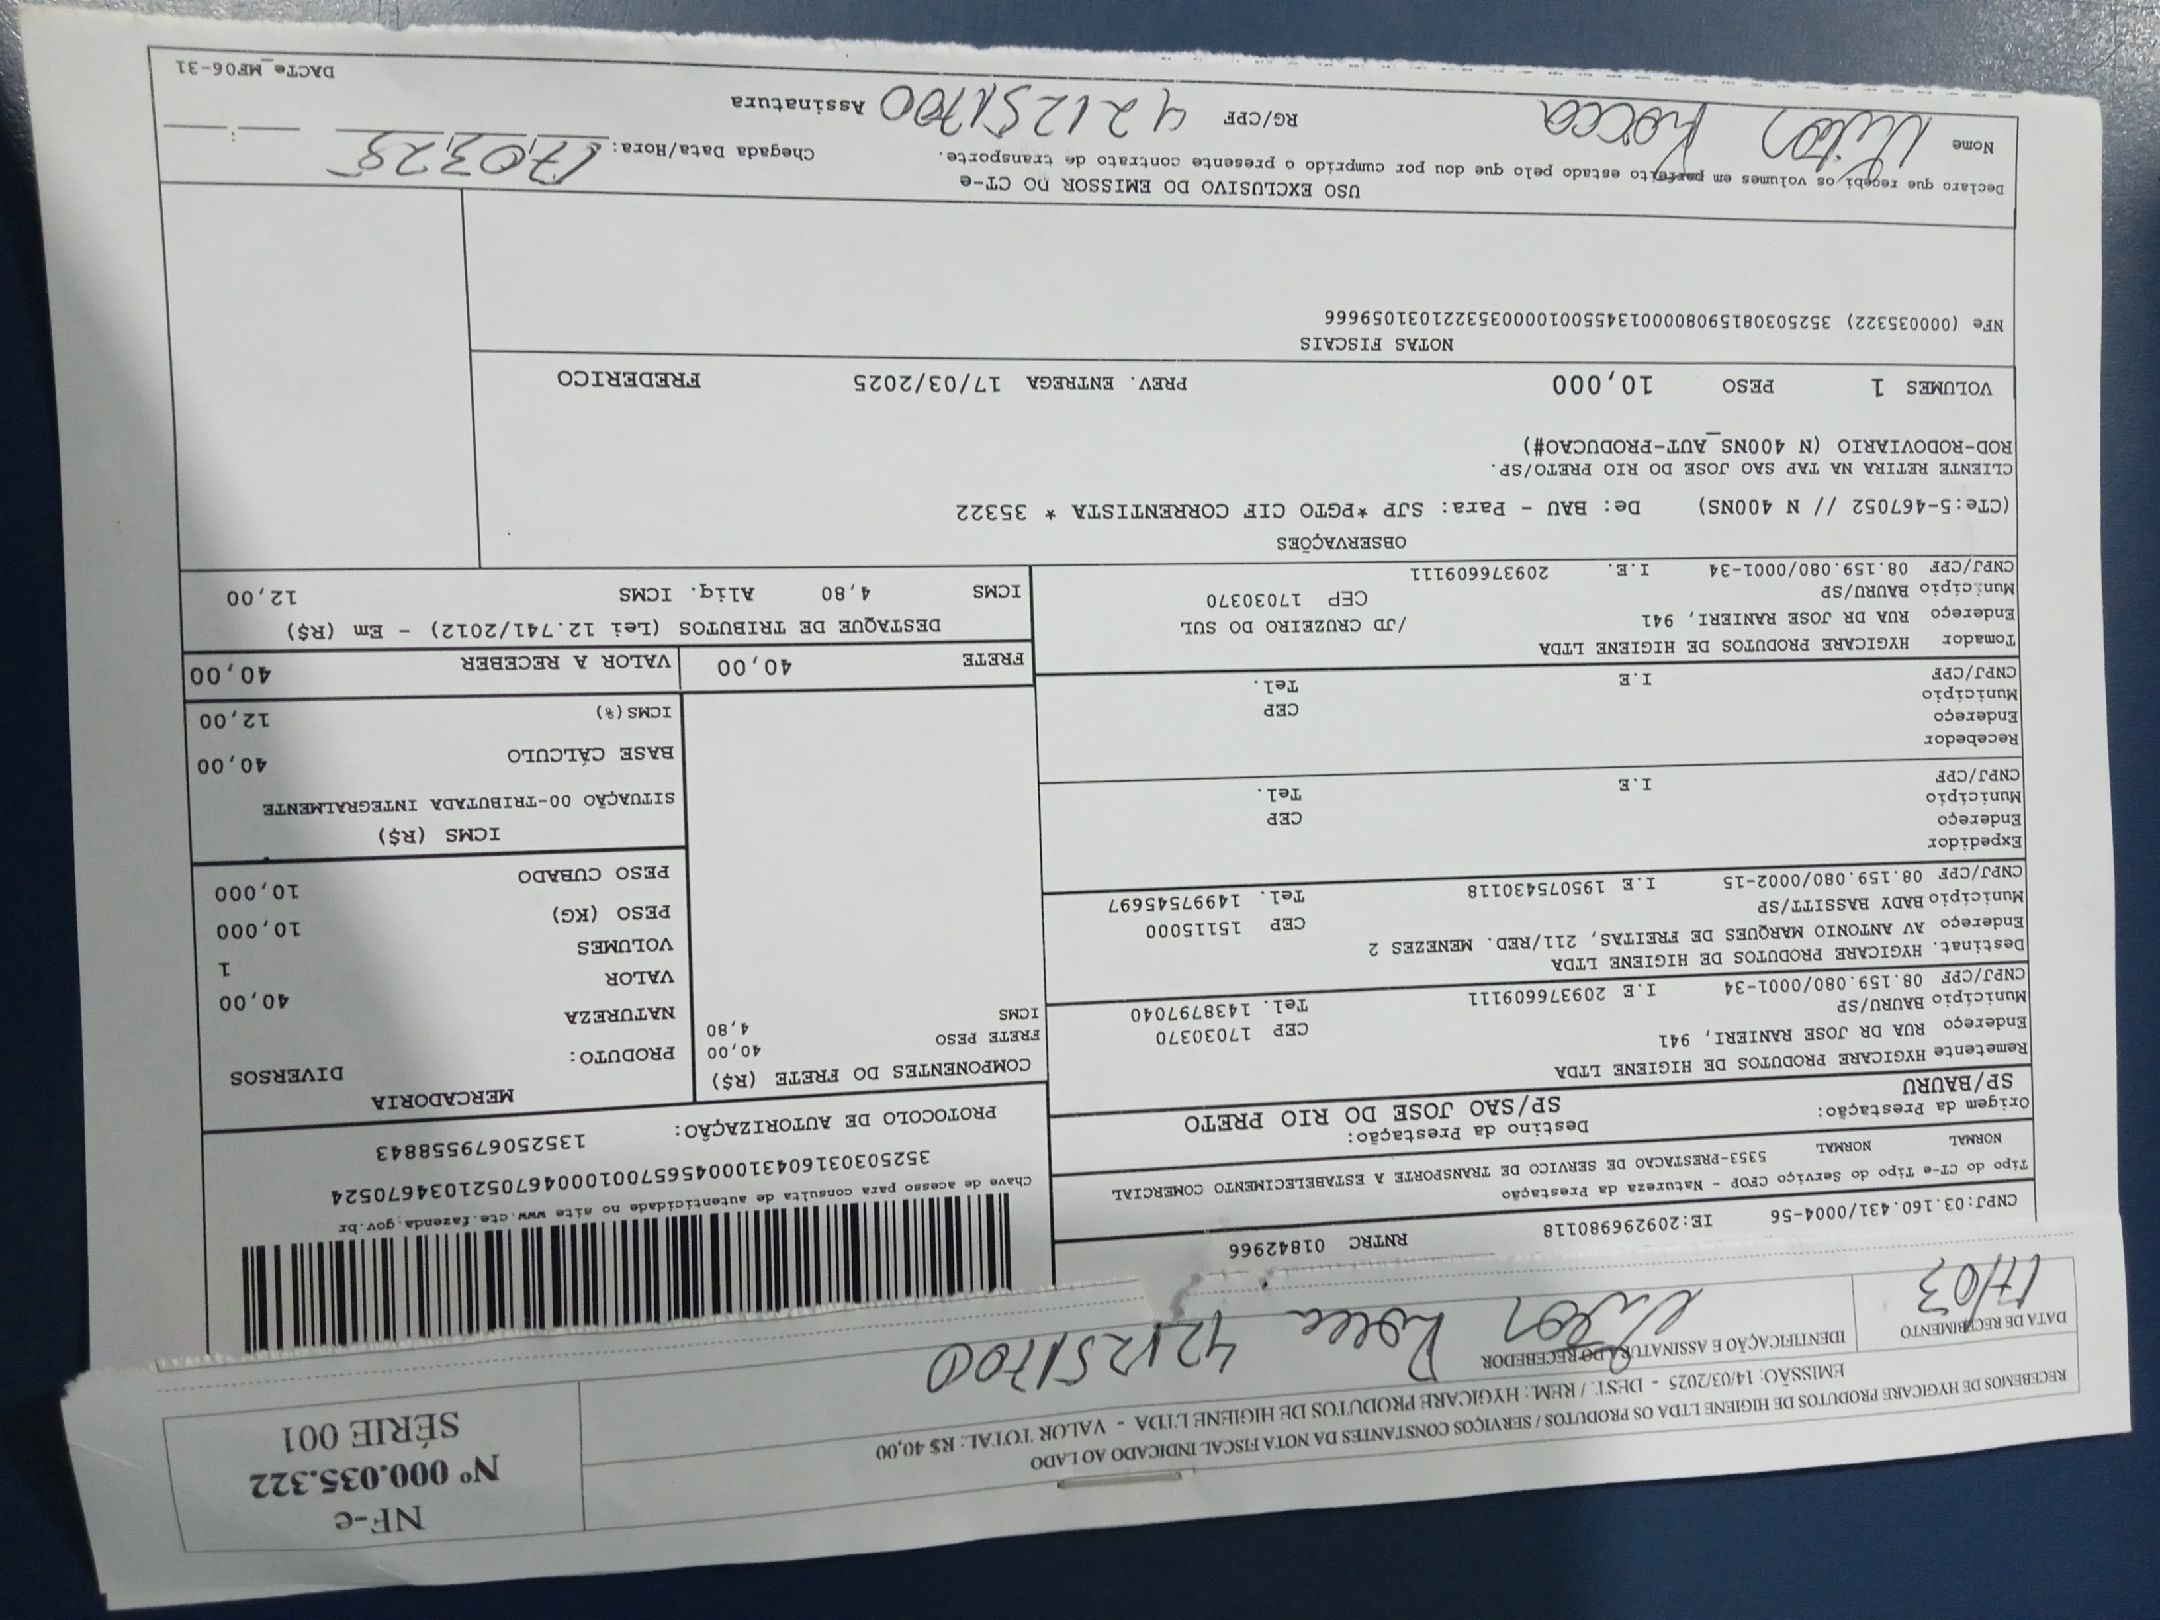 RECEBEMOS DE HYGICARE PRODUTOS DE HIGIENE LTDA OS PRODUTOS / SERVIÇOS CONSTANTES DA NOTA FISCAL INDICADO AO LADO
EMISSÃO: 14/03/2025 - DEST. / REM: HYGICARE PRODUTOS DE HIGIENE LTDA - VALOR TOTAL: R$ 40,00
DATA DE RECEBIMENTO
17/03
IDENTIFICAÇÃO E ASSINATURA DO RECEBEDOR
Rocca 421251700
NF-e
Nº 000.035.322
SÉRIE 001
CNPJ:03.160.431/0004-56 IE:209296980118 RNTRC 01842966
Tipo do CT-e Tipo do Serviço CFOP - Natureza da Prestação
NORMAL NORMAL 5353-PRESTACAO DE SERVICO DE TRANSPORTE A ESTABELECIMENTO COMERCIAL
Origem da Prestação: Destino da Prestação:
SP/BAURU SP/SAO JOSE DO RIO PRETO
chave de acesso para consulta de autenticidade no site www.cte.fazenda.gov.br
35250303160431000456570010004670521034670524
PROTOCOLO DE AUTORIZAÇÃO: 135250679558843
Remetente HYGICARE PRODUTOS DE HIGIENE LTDA
Endereço RUA DR JOSE RANIERI, 941 CEP 17030370
Município BAURU/SP Tel. 1438797040
CNPJ/CPF 08.159.080/0001-34 I.E 209376609111
Destinat. HYGICARE PRODUTOS DE HIGIENE LTDA
Endereço AV ANTONIO MARQUES DE FREITAS, 211/RED. MENEZES 2
Município BADY BASSITT/SP CEP 15115000
CNPJ/CPF 08.159.080/0002-15 I.E 195075430118 Tel. 14997545697
Expedidor
Endereço CEP
Município Tel.
CNPJ/CPF I.E
Recebedor
Endereço CEP
Município Tel.
CNPJ/CPF I.E
Tomador HYGICARE PRODUTOS DE HIGIENE LTDA
Endereço RUA DR JOSE RANIERI, 941 /JD CRUZEIRO DO SUL
Município BAURU/SP CEP 17030370
CNPJ/CPF 08.159.080/0001-34 I.E. 209376609111
COMPONENTES DO FRETE (R$)
FRETE PESO 40,00
ICMS 4,80
MERCADORIA
PRODUTO: DIVERSOS
NATUREZA
VALOR 40,00
VOLUMES 1
PESO (KG) 10,000
PESO CUBADO 10,000
ICMS (R$)
SITUAÇÃO 00-TRIBUTADA INTEGRALMENTE
BASE CÁLCULO 40,00
ICMS(%) 12,00
FRETE 40,00 VALOR A RECEBER 40,00
DESTAQUE DE TRIBUTOS (Lei 12.741/2012) - Em (R$)
ICMS 4,80 Aliq. ICMS 12,00
OBSERVAÇÕES
(CTe:5-467052 // N 400NS) De: BAU - Para: SJP *PGTO CIF CORRENTISTA * 35322
CLIENTE RETIRA NA TAP SAO JOSE DO RIO PRETO/SP.
ROD-RODOVIARIO (N 400NS_AUT-PRODUCAO#)
VOLUMES 1 PESO 10,000 PREV. ENTREGA 17/03/2025 FREDERICO
NOTAS FISCAIS
NFe (000035322) 35250308159080000134550010000353221031059666
USO EXCLUSIVO DO EMISSOR DO CT-e
Declaro que recebi os volumes em perfeito estado pelo que dou por cumprido o presente contrato de transporte. Chegada Data/Hora: 17,03,25 :
Nome Rocca RG/CPF 421251700 Assinatura
DACTe_MF06-31